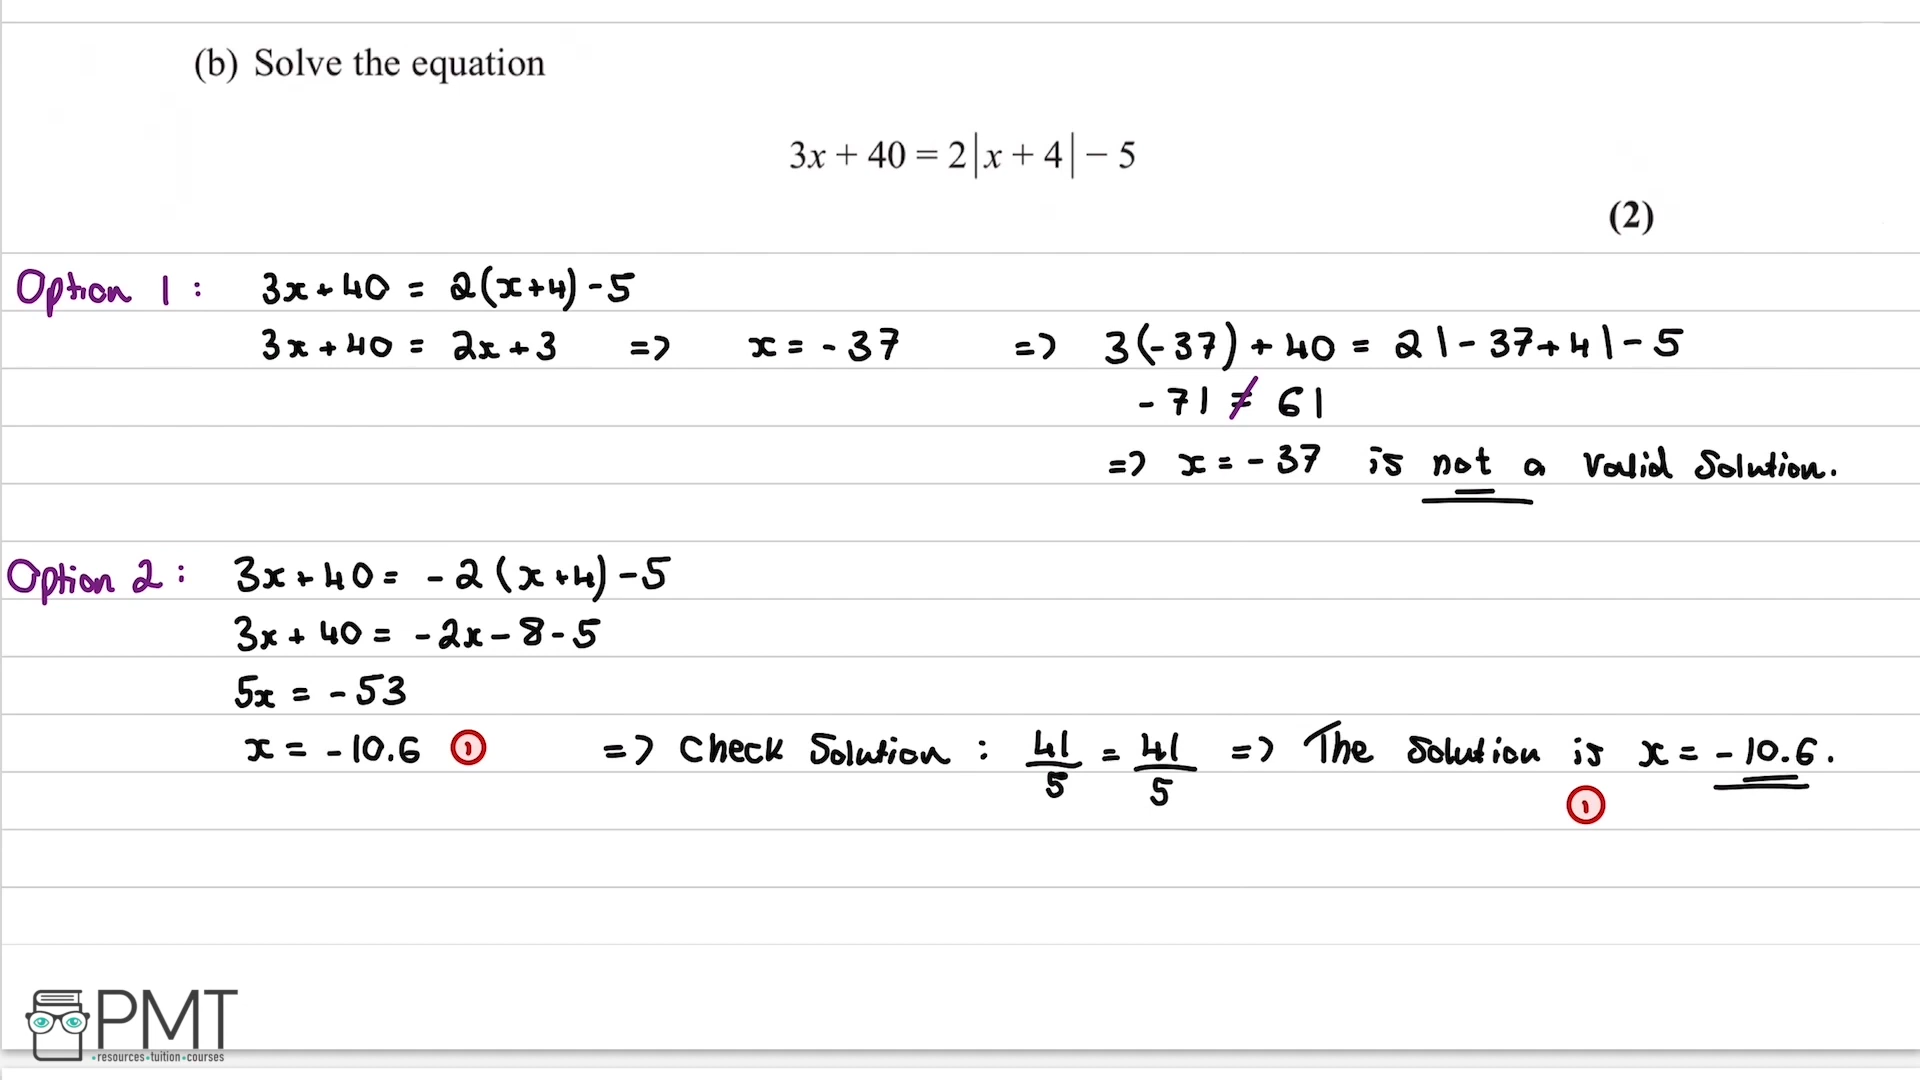 (b) Solve the equation
3x + 40 = 2|x + 4| − 5
(2)
Option 1: 3x + 40 = 2(x+4) - 5
3x + 40 = 2x + 3 => x = -37 => 3(-37) + 40 = 2|-37+4| - 5
-71 ≠ 61
=> x = -37 is not a valid solution.
Option 2: 3x + 40 = -2(x+4) - 5
3x + 40 = -2x - 8 - 5
5x = -53
x = -10.6 ① => Check Solution: 41/5 = 41/5 => The Solution is x = -10.6.
①
PMT
•resources•tuition•courses